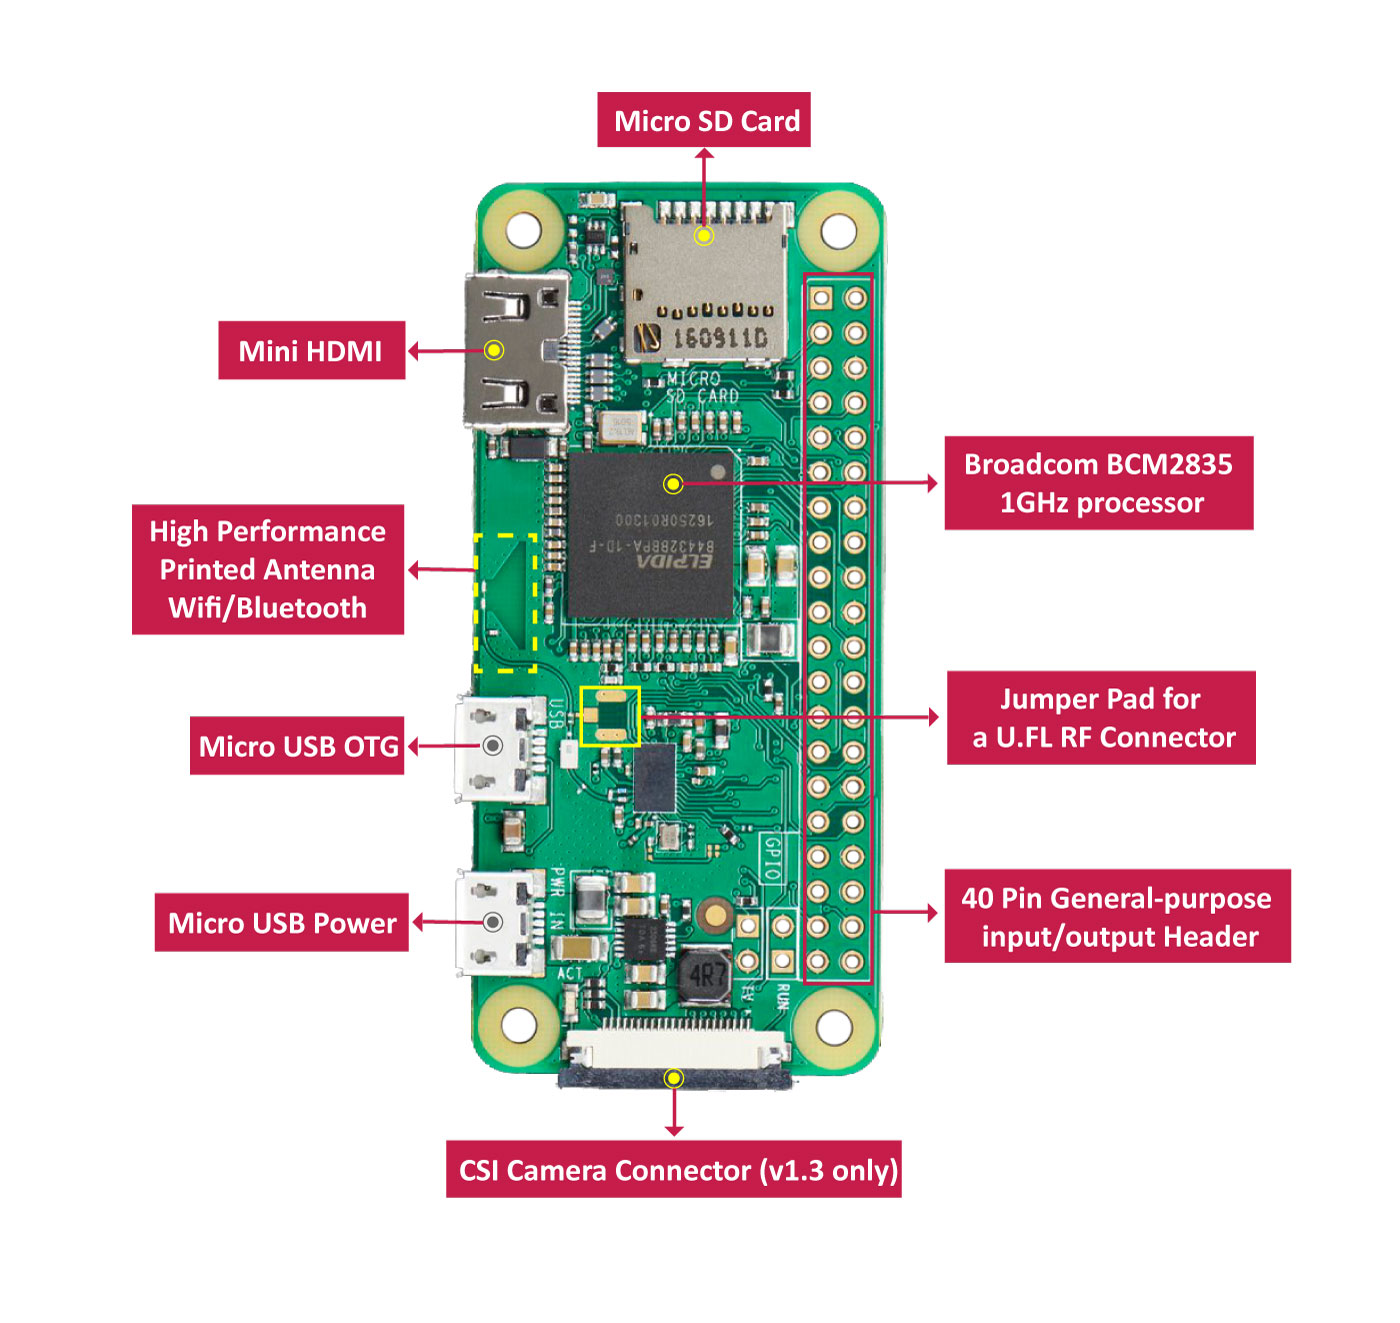 Micro SD Card
160911D
MICRO
SD CARD
Mini HDMI
Broadcom BCM2835
1GHz processor
ELPIDA
B4432BBPA-1D-F
16250R01300
High Performance
Printed Antenna
Wifi/Bluetooth
Jumper Pad for
a U.FL RF Connector
USB
Micro USB OTG
GPIO
40 Pin General-purpose
input/output Header
PWR IN
Micro USB Power
ACT
4R7
TV
RUN
CSI Camera Connector (v1.3 only)